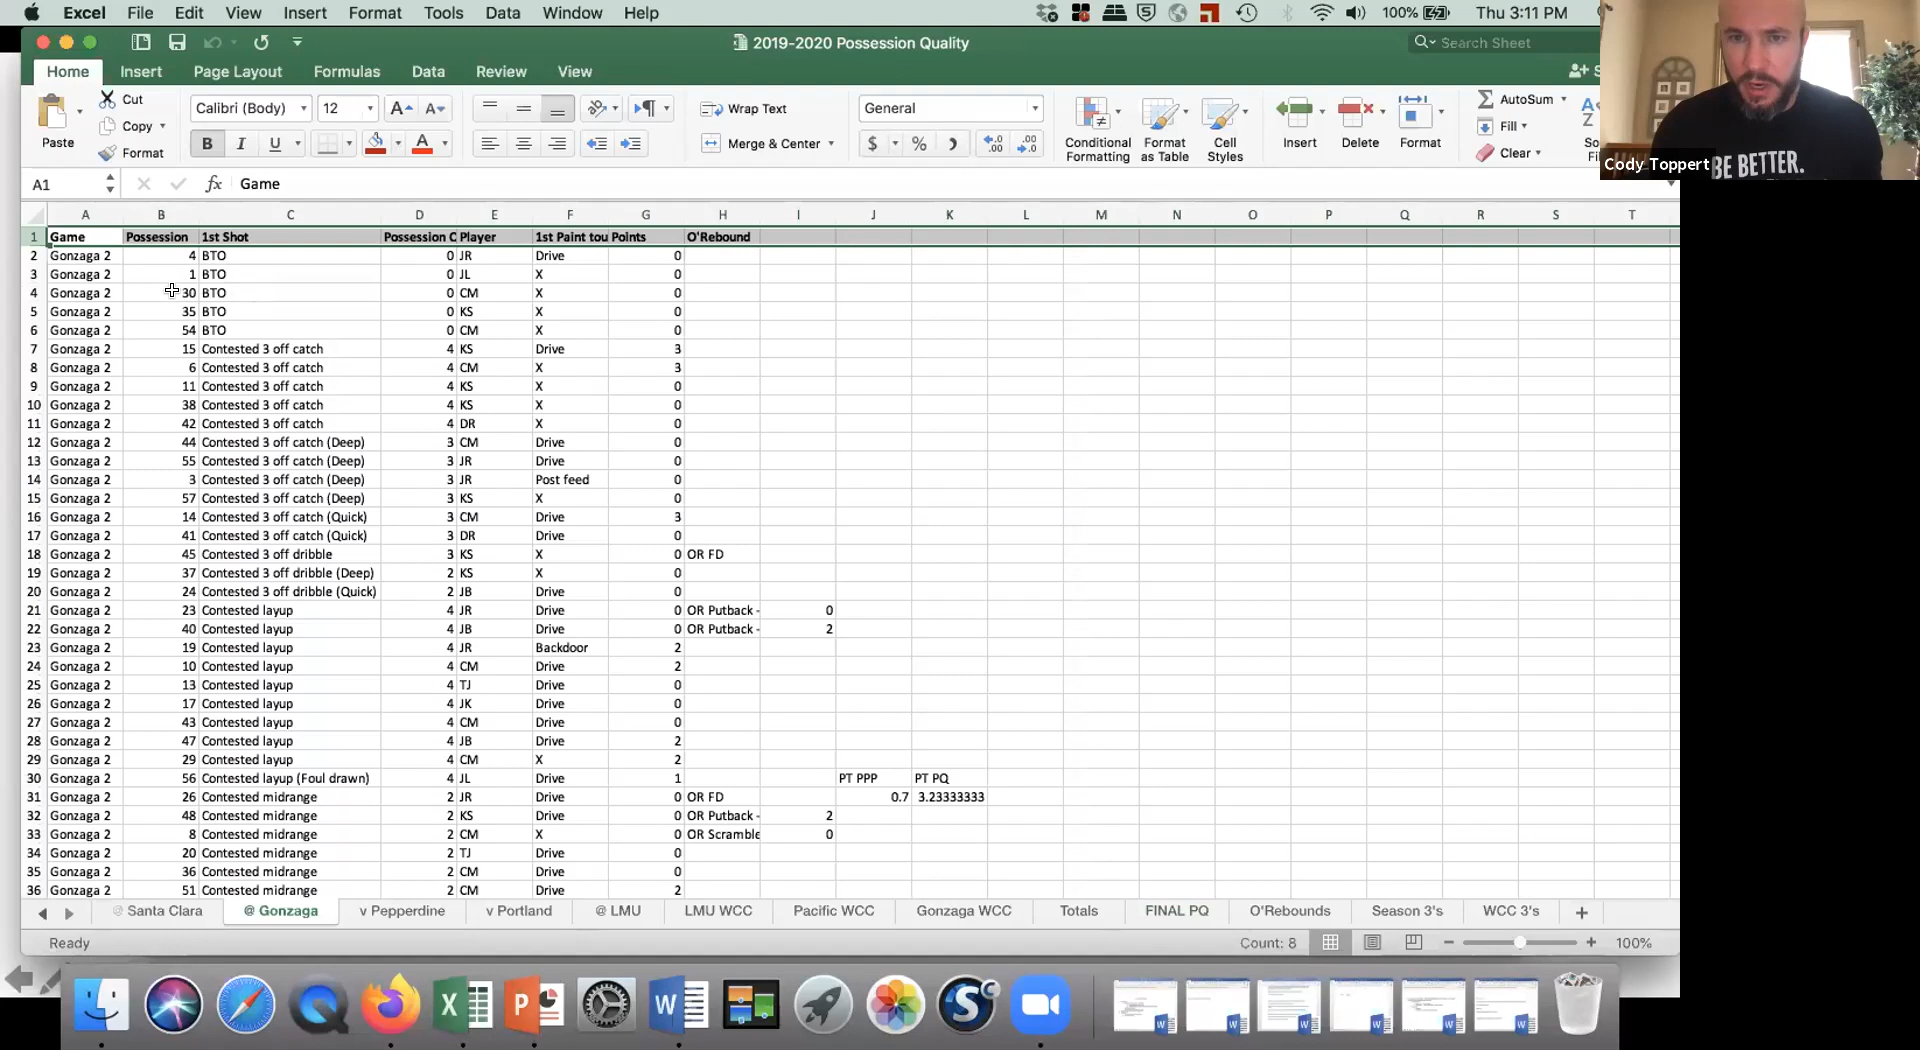 Excel File Edit View Insert Format Tools Data Window Help 100% Thu 3:11 PM
2019-2020 Possession Quality
Search Sheet
Home Insert Page Layout Formulas Data Review View
Paste
Cut
Copy
Format
Calibri (Body) 12
B I U
Wrap Text
Merge & Center
General
$ % )
Conditional Formatting
Format as Table
Cell Styles
Insert Delete Format
AutoSum
Fill
Clear
Cody Toppert
BE BETTER.
A1 fx Game
A B C D E F G H I J K L M N O P Q R S T
1 Game Possession 1st Shot Possession C Player 1st Paint tou Points O'Rebound
2 Gonzaga 2 4 BTO 0 JR Drive 0
3 Gonzaga 2 1 BTO 0 JL X 0
4 Gonzaga 2 30 BTO 0 CM X 0
5 Gonzaga 2 35 BTO 0 KS X 0
6 Gonzaga 2 54 BTO 0 CM X 0
7 Gonzaga 2 15 Contested 3 off catch 4 KS Drive 3
8 Gonzaga 2 6 Contested 3 off catch 4 CM X 3
9 Gonzaga 2 11 Contested 3 off catch 4 KS X 0
10 Gonzaga 2 38 Contested 3 off catch 4 KS X 0
11 Gonzaga 2 42 Contested 3 off catch 4 DR X 0
12 Gonzaga 2 44 Contested 3 off catch (Deep) 3 CM Drive 0
13 Gonzaga 2 55 Contested 3 off catch (Deep) 3 JR Drive 0
14 Gonzaga 2 3 Contested 3 off catch (Deep) 3 JR Post feed 0
15 Gonzaga 2 57 Contested 3 off catch (Deep) 3 KS X 0
16 Gonzaga 2 14 Contested 3 off catch (Quick) 3 CM Drive 3
17 Gonzaga 2 41 Contested 3 off catch (Quick) 3 DR Drive 0
18 Gonzaga 2 45 Contested 3 off dribble 3 KS X 0 OR FD
19 Gonzaga 2 37 Contested 3 off dribble (Deep) 2 KS X 0
20 Gonzaga 2 24 Contested 3 off dribble (Quick) 2 JB Drive 0
21 Gonzaga 2 23 Contested layup 4 JR Drive 0 OR Putback - 0
22 Gonzaga 2 40 Contested layup 4 JB Drive 0 OR Putback - 2
23 Gonzaga 2 19 Contested layup 4 JR Backdoor 2
24 Gonzaga 2 10 Contested layup 4 CM Drive 2
25 Gonzaga 2 13 Contested layup 4 TJ Drive 0
26 Gonzaga 2 17 Contested layup 4 JK Drive 0
27 Gonzaga 2 43 Contested layup 4 CM Drive 0
28 Gonzaga 2 47 Contested layup 4 JB Drive 2
29 Gonzaga 2 29 Contested layup 4 CM X 2
30 Gonzaga 2 56 Contested layup (Foul drawn) 4 JL Drive 1 PT PPP PT PQ
31 Gonzaga 2 26 Contested midrange 2 JR Drive 0 OR FD 0.7 3.23333333
32 Gonzaga 2 48 Contested midrange 2 KS Drive 0 OR Putback - 2
33 Gonzaga 2 8 Contested midrange 2 CM X 0 OR Scramble 0
34 Gonzaga 2 20 Contested midrange 2 TJ Drive 0
35 Gonzaga 2 36 Contested midrange 2 CM Drive 0
36 Gonzaga 2 51 Contested midrange 2 CM Drive 2
@ Santa Clara @ Gonzaga v Pepperdine v Portland @ LMU LMU WCC Pacific WCC Gonzaga WCC Totals FINAL PQ O'Rebounds Season 3's WCC 3's +
Ready Count: 8 100%